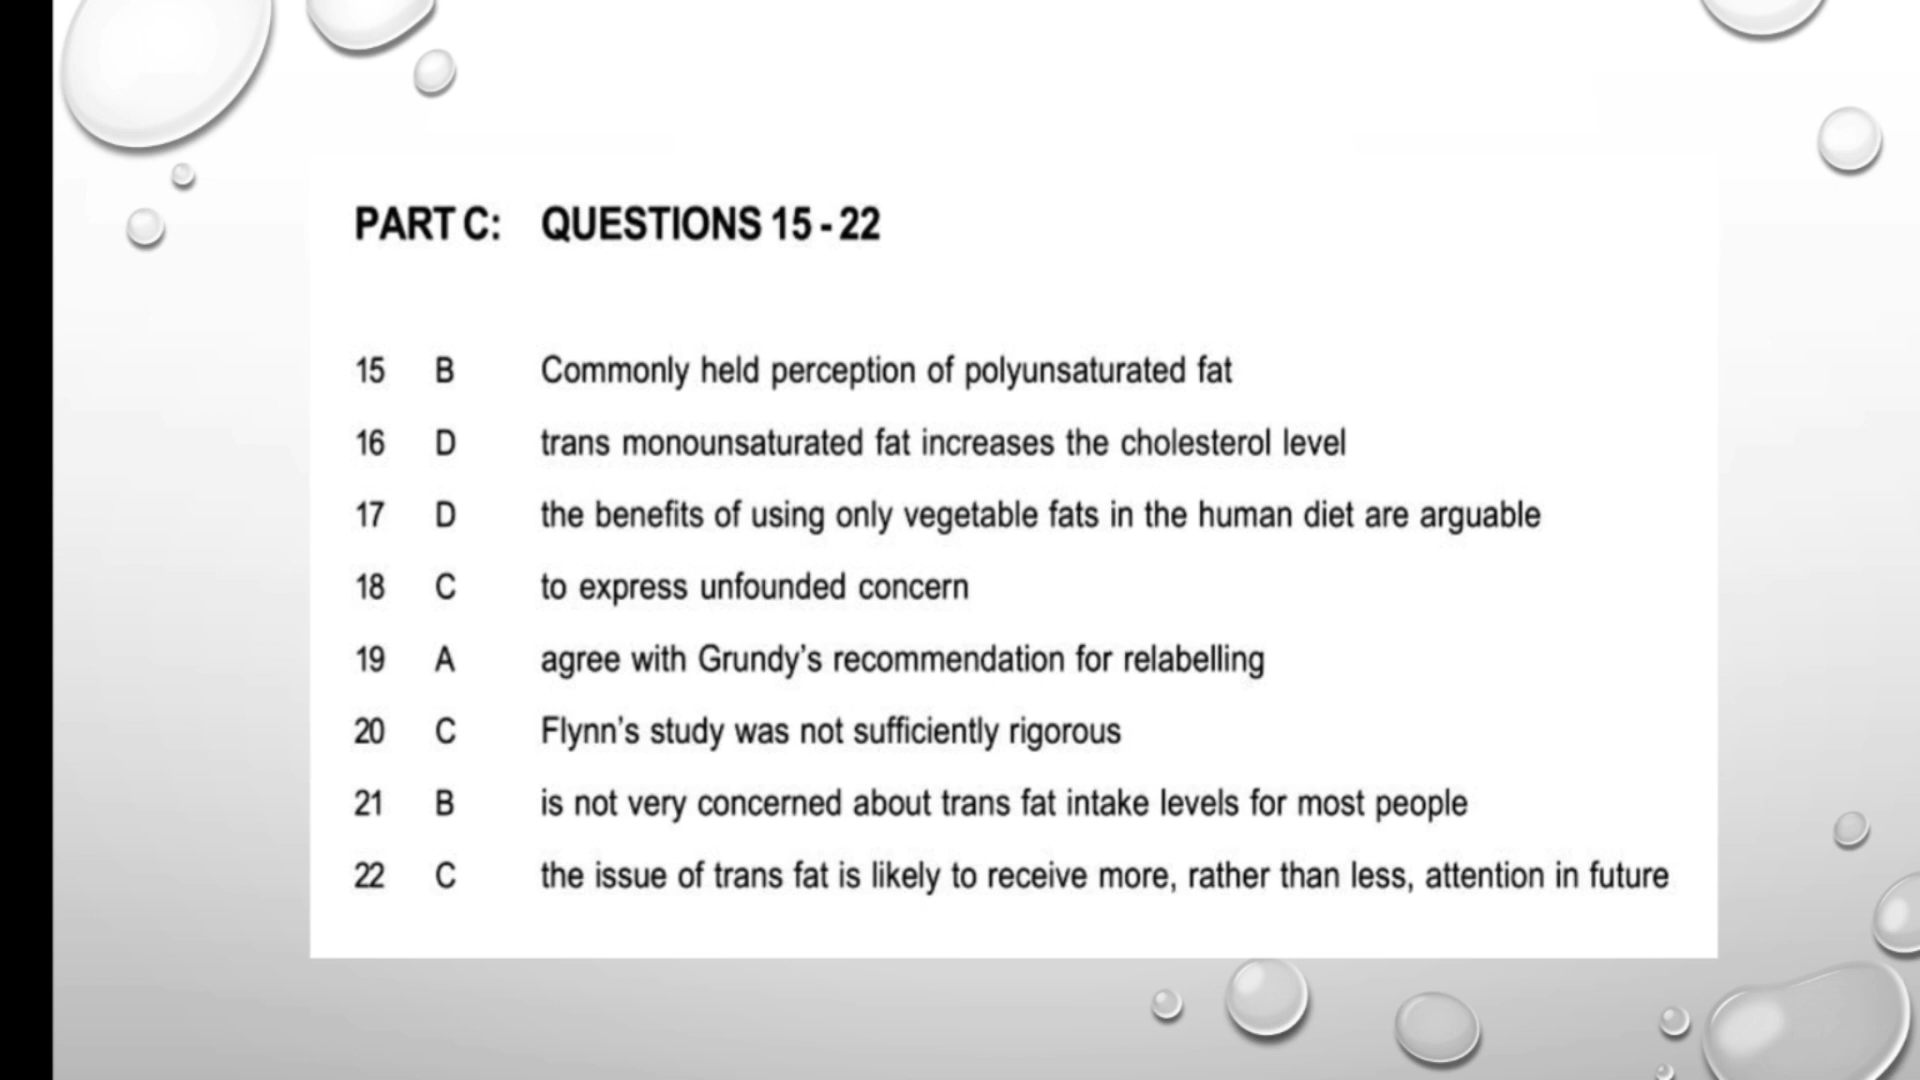 PART C: QUESTIONS 15 - 22
15 B Commonly held perception of polyunsaturated fat
16 D trans monounsaturated fat increases the cholesterol level
17 D the benefits of using only vegetable fats in the human diet are arguable
18 C to express unfounded concern
19 A agree with Grundy’s recommendation for relabelling
20 C Flynn’s study was not sufficiently rigorous
21 B is not very concerned about trans fat intake levels for most people
22 C the issue of trans fat is likely to receive more, rather than less, attention in future